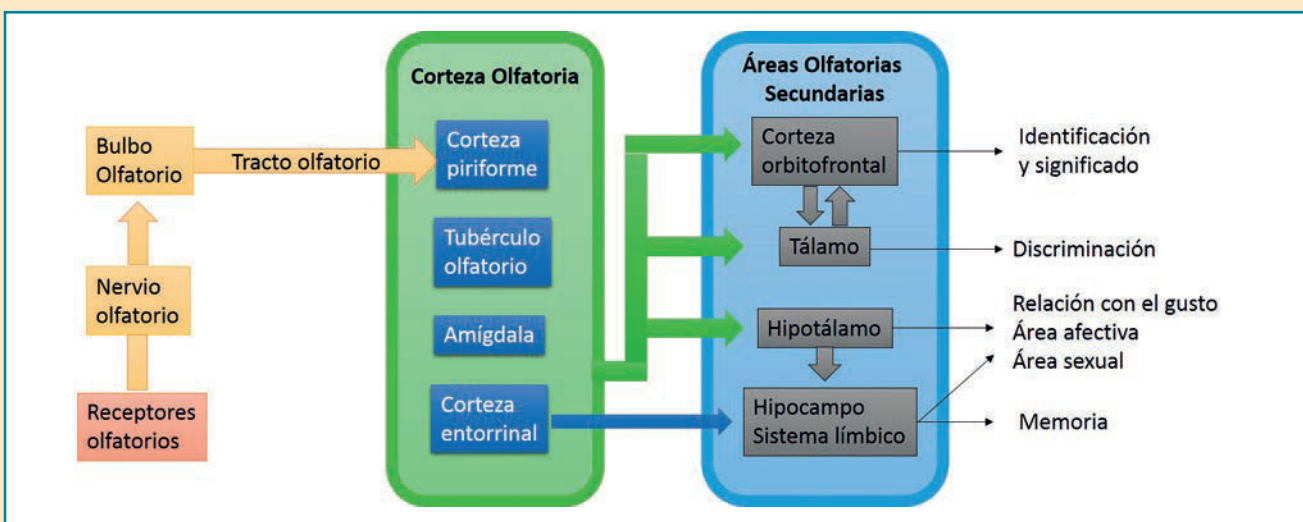 Corteza Olfatoria
Áreas Olfatorias
Secundarias
Bulbo
Olfatorio
Tracto olfatorio
Nervio
olfatorio
Receptores
olfatorios
Corteza
piriforme
Tubérculo
olfatorio
Amígdala
Corteza
entorrinal
Corteza
orbitofrontal
Tálamo
Hipotálamo
Hipocampo
Sistema límbico
Identificación
y significado
Discriminación
Relación con el gusto
Área afectiva
Área sexual
Memoria